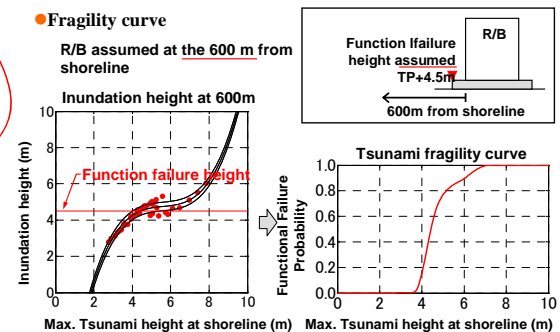 ●Fragility curve
R/B assumed at the 600 m from
shoreline
R/B
Function lfailure
height assumed
TP+4.5m
600m from shoreline
Inundation height at 600m
Inundation height (m)
10
8
6
4
2
0
Function failure height
0 2 4 6 8 10
Max. Tsunami height at shoreline (m)
Tsunami fragility curve
Functional Failure
Probability
1.0
0.8
0.6
0.4
0.2
0.0
0 2 4 6 8 10
Max. Tsunami height at shoreline (m)